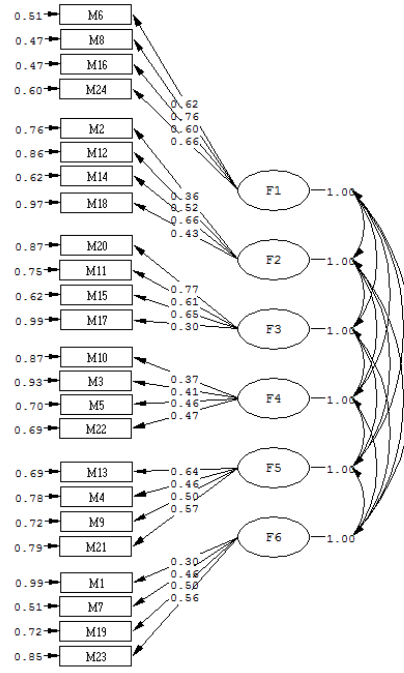 0.51 M6
0.47 M8
0.47 M16
0.60 M24
0.62
0.76
0.60
0.66
0.76 M2
0.86 M12
0.62 M14
0.97 M18
0.36
0.52
0.66
0.43
F1 1.00
F2 1.00
0.87 M20
0.75 M11
0.62 M15
0.99 M17
0.77
0.61
0.65
0.30
F3 1.00
0.87 M10
0.93 M3
0.70 M5
0.69 M22
0.37
0.41
0.46
0.47
F4 1.00
0.69 M13
0.78 M4
0.72 M9
0.79 M21
0.64
0.46
0.50
0.57
F5 1.00
F6 1.00
0.99 M1
0.51 M7
0.72 M19
0.85 M23
0.30
0.46
0.50
0.56